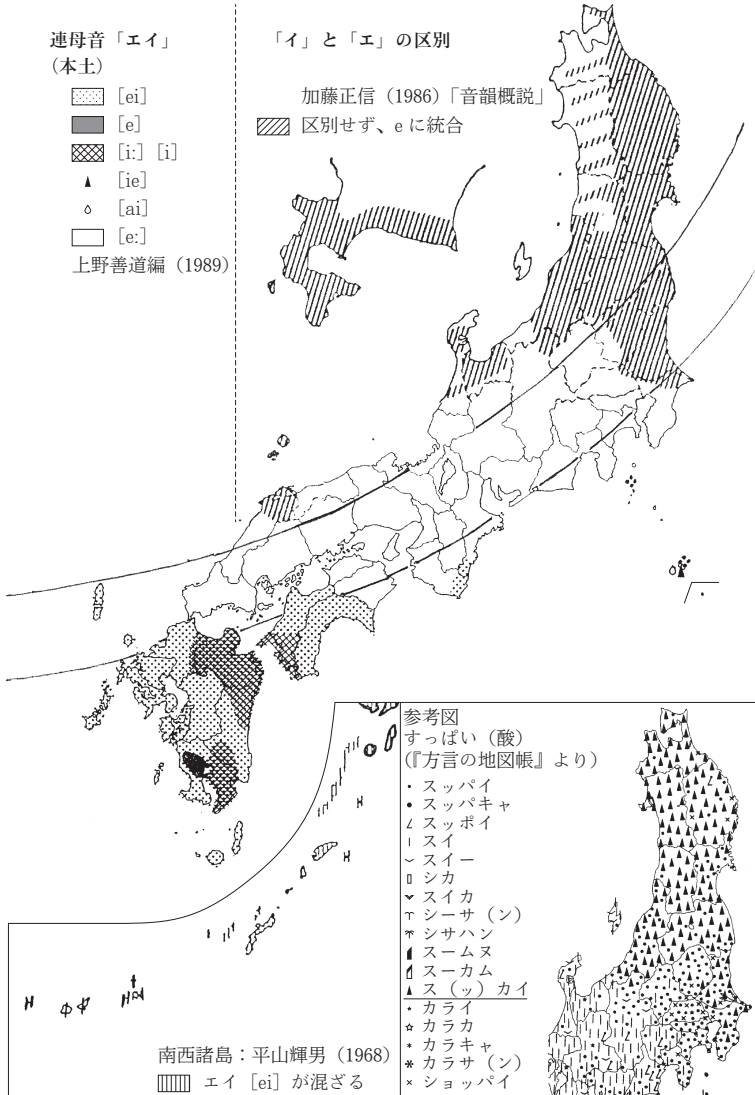 連母音「エイ」
(本土)
[ei]
[e]
[i:] [i]
[ie]
[ai]
[e:]
上野善道編(1989)
「イ」と「エ」の区別
加藤正信(1986)「音韻概説」
区別せず、eに統合
参考図
すっぱい(酸)
(『方言の地図帳』より)
スッパイ
スッパキャ
スッポイ
スイ
スイー
シカ
スイカ
シーサ(ン)
シサハン
スームヌ
スーカム
ス(ッ)カイ
カライ
カラカ
カラキャ
カラサ(ン)
ショッパイ
南西諸島:平山輝男(1968)
エイ[ei]が混ざる